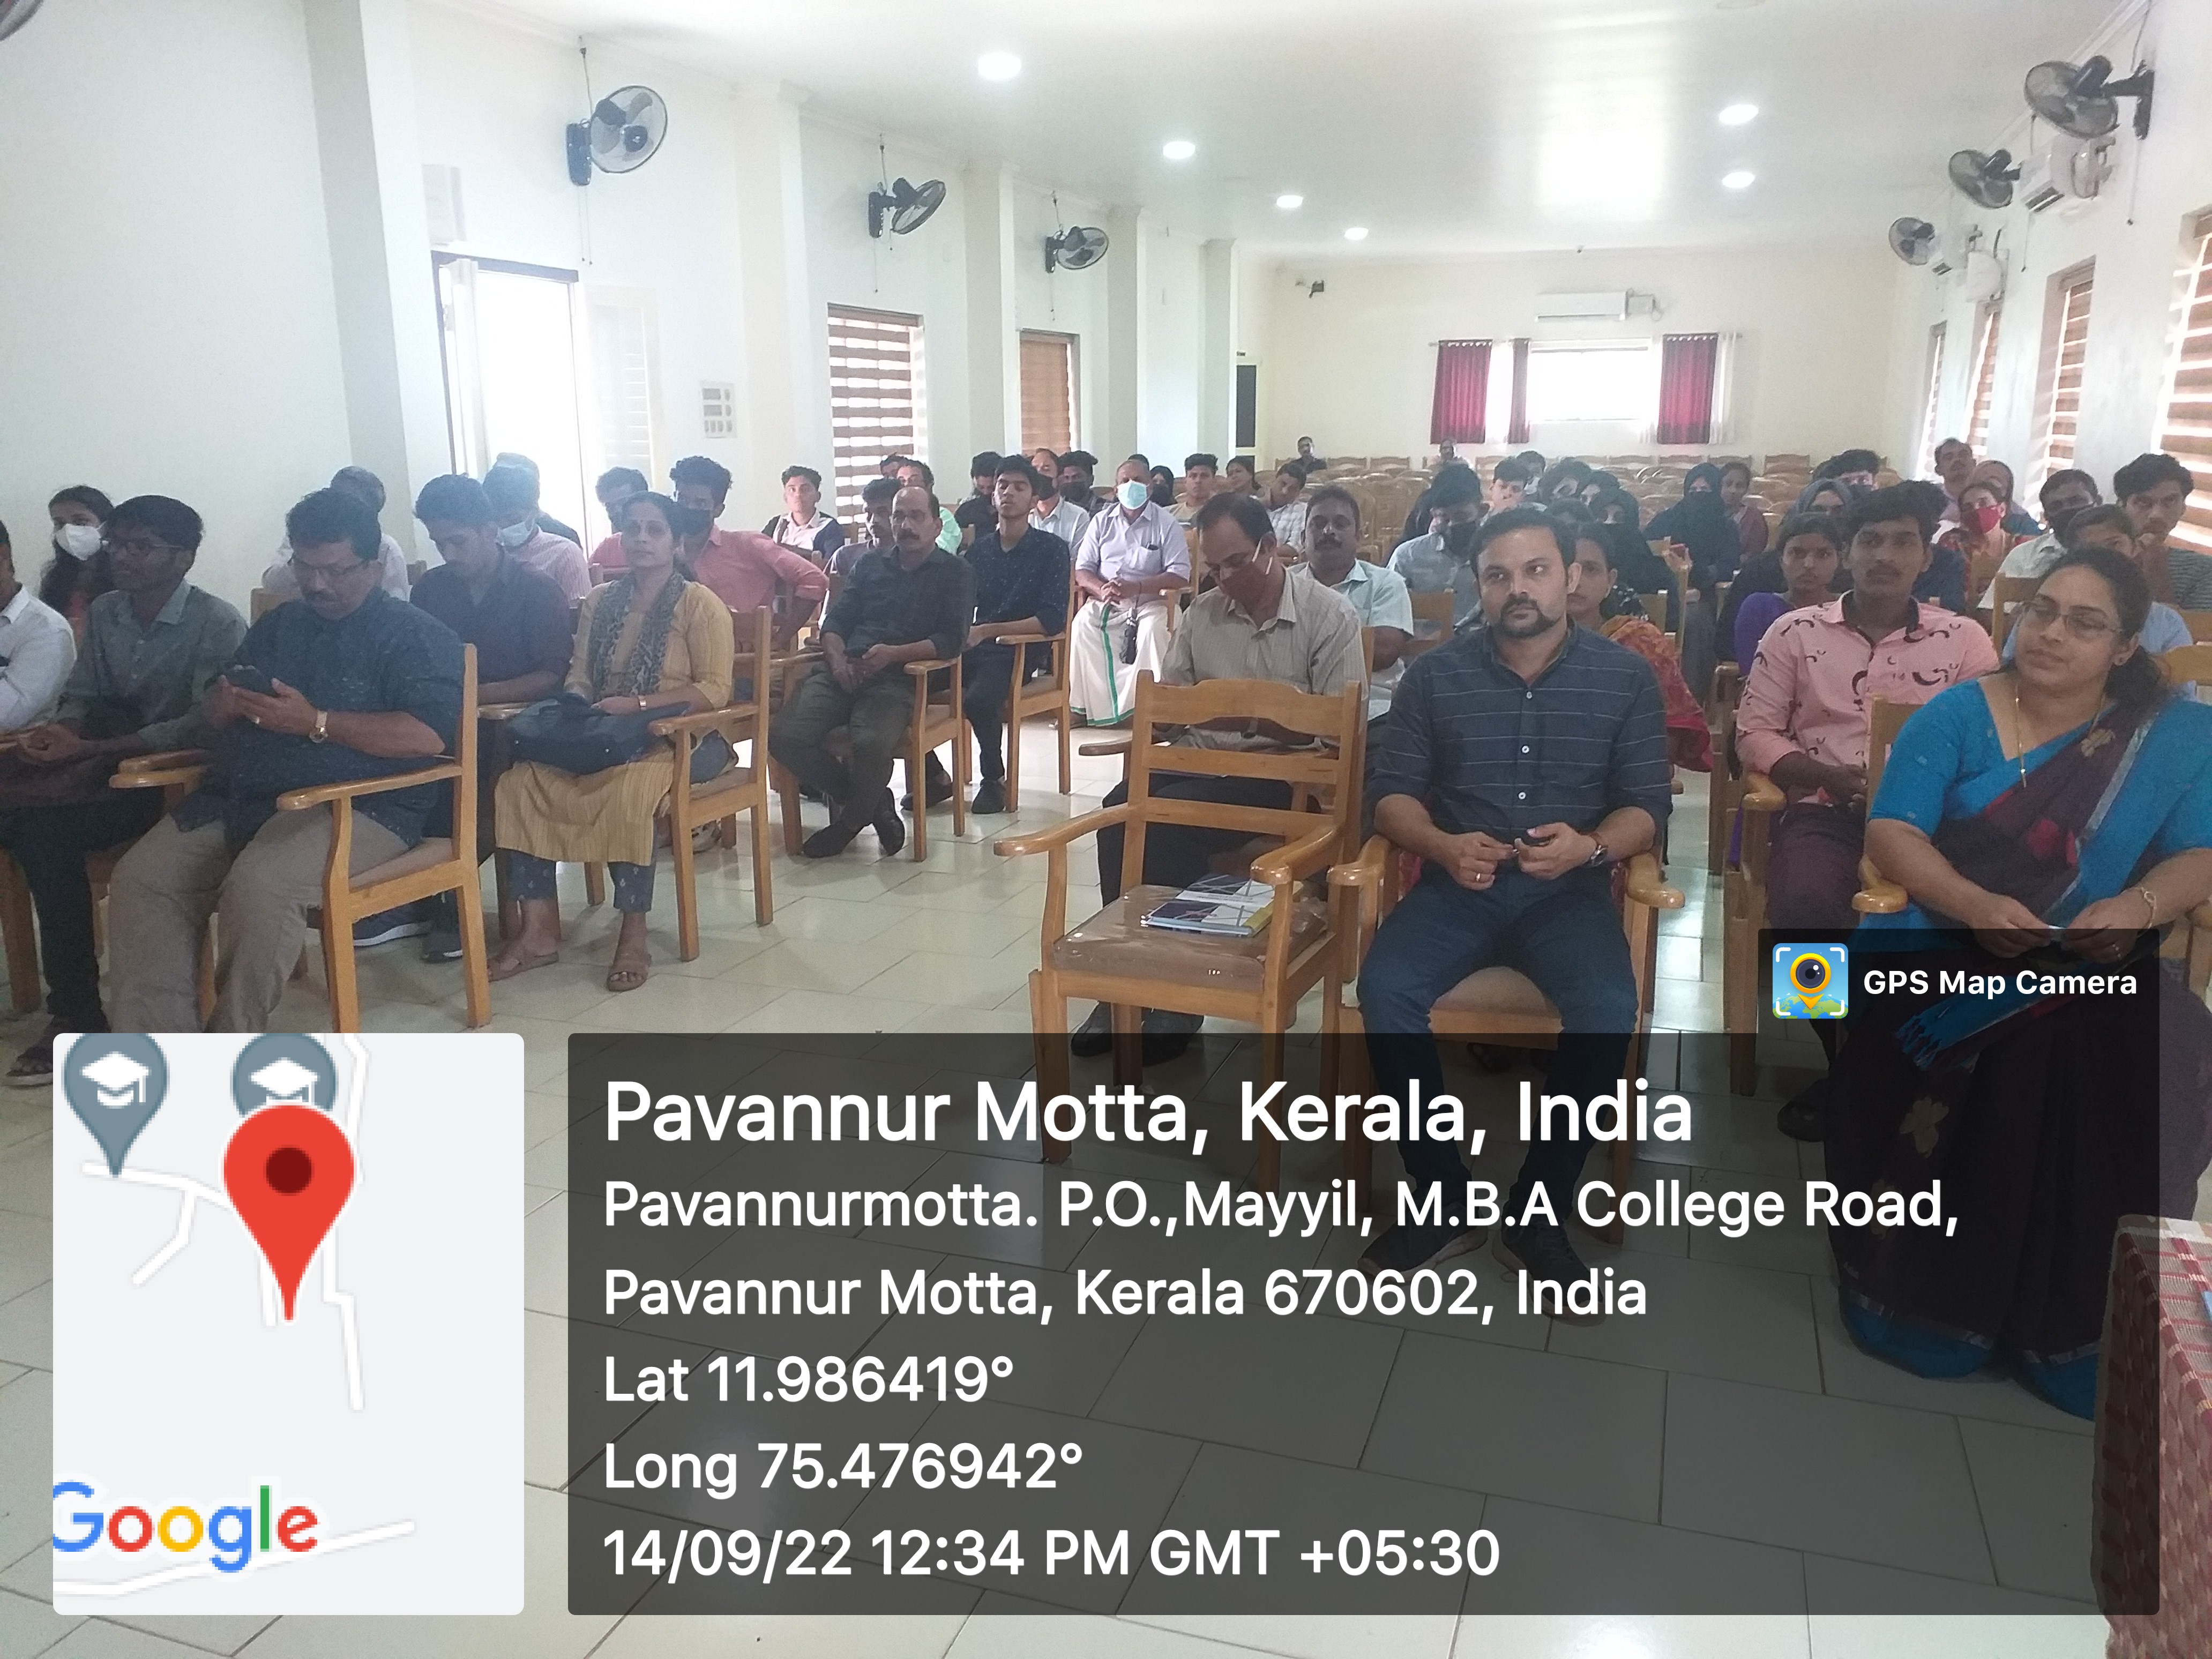 GPS Map Camera
Pavannur Motta, Kerala, India
Pavannurmotta. P.O.,Mayyil, M.B.A College Road,
Pavannur Motta, Kerala 670602, India
Lat 11.986419°
Long 75.476942°
14/09/22 12:34 PM GMT +05:30
Google